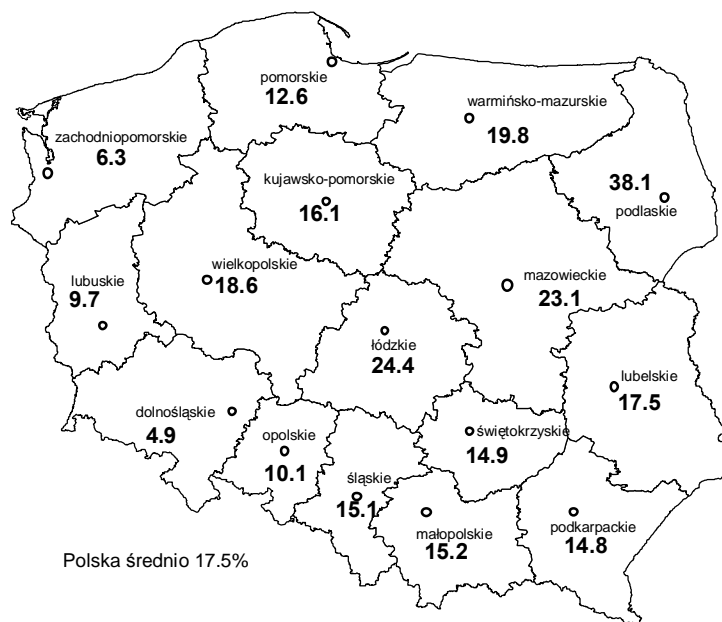 pomorskie
12.6
warmińsko-mazurskie
19.8
zachodniopomorskie
6.3
kujawsko-pomorskie
16.1
38.1
podlaskie
wielkopolskie
18.6
lubuskie
9.7
mazowieckie
23.1
łódzkie
24.4
lubelskie
17.5
dolnośląskie
4.9
opolskie
10.1
świętokrzyskie
14.9
śląskie
15.1
małopolskie
15.2
podkarpackie
14.8
Polska średnio 17.5%